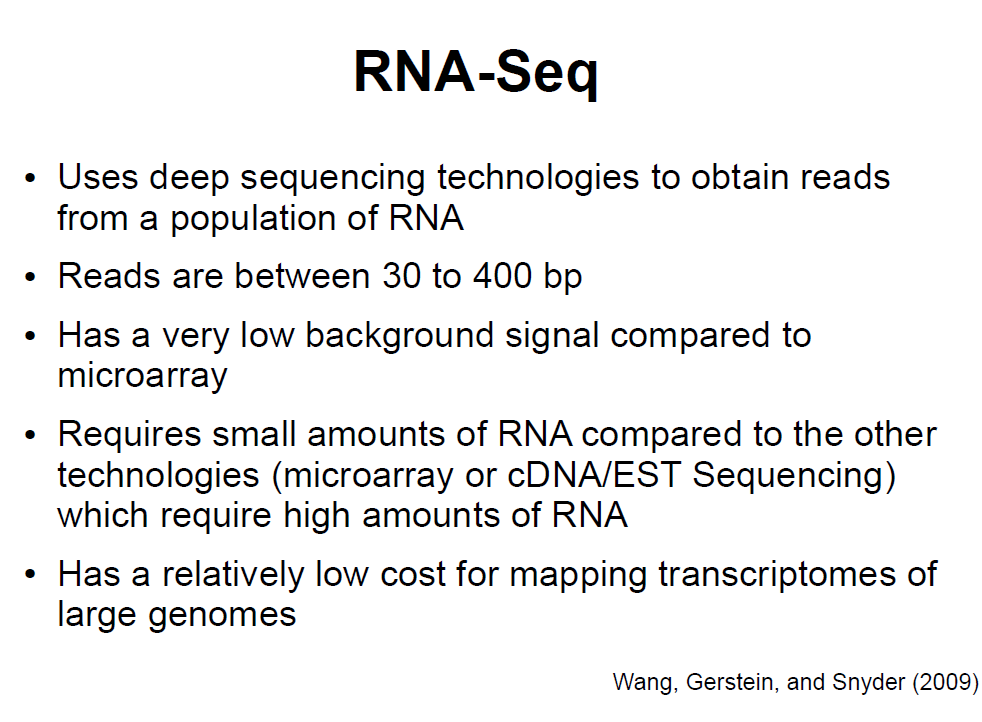 RNA-Seq
• Uses deep sequencing technologies to obtain reads
from a population of RNA
• Reads are between 30 to 400 bp
• Has a very low background signal compared to
microarray
• Requires small amounts of RNA compared to the other
technologies (microarray or cDNA/EST Sequencing)
which require high amounts of RNA
• Has a relatively low cost for mapping transcriptomes of
large genomes
Wang, Gerstein, and Snyder (2009)